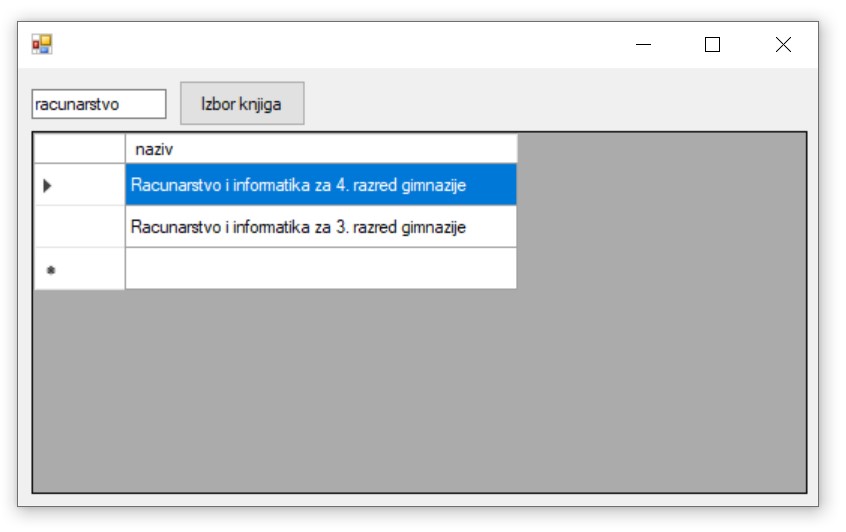 racunarstvo
Izbor knjiga
naziv
Racunarstvo i informatika za 4. razred gimnazije
Racunarstvo i informatika za 3. razred gimnazije